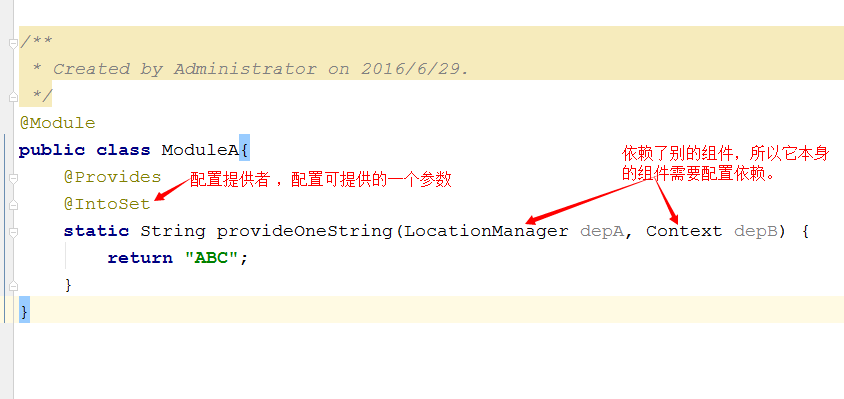 /**
* Created by Administrator on 2016/6/29.
*/
@Module
public class ModuleA{
@Provides
配置提供者 ,配置可提供的一个参数
依赖了别的组件，所以它本身
的组件需要配置依赖。
@IntoSet
static String provideOneString(LocationManager depA, Context depB) {
return "ABC";
}
}